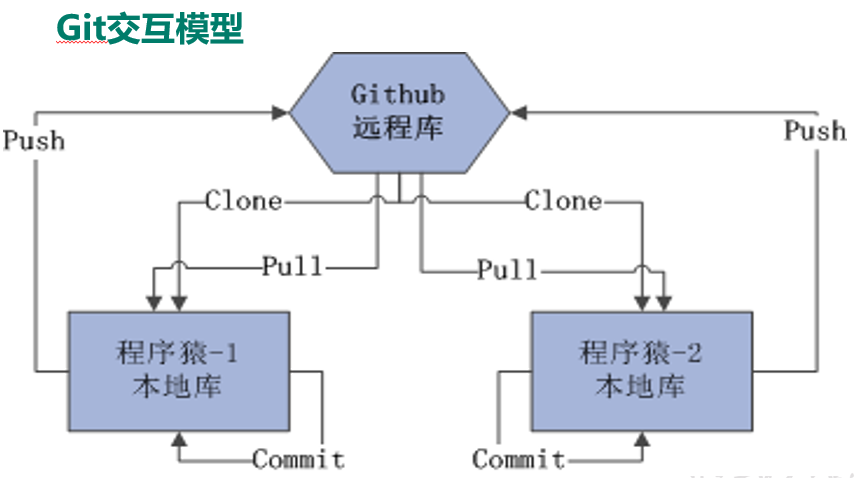 Git交互模型
Github
远程库
Push
Push
Clone
Clone
Pull
Pull
程序猿-1
本地库
程序猿-2
本地库
Commit
Commit